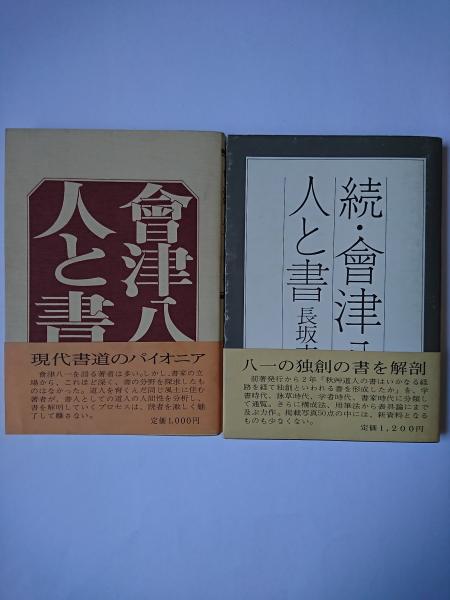 會津八
人と書
現代書道のパイオニア
會津八一を語る著者は多い。しかし、書家の立
場から、これほど深く、書の分野を探求したも
のはなかった。道人を育くんだ同じ風土に住む
著者が、書人としての道人の人間性を分析し、
書を解明していくプロセスは、読者を激しく魅
了して離さない。
定価1,000円
続・會津八
人と書
長坂
八一の独創の書を解剖
前著発行から2年『秋艸道人の書はいかなる経
路を経て独創といわれる書を形成したか』を、学
書時代、詠草時代、学者時代、書家時代に分類し
て通覧。さらに構成法、用筆法から表具論にまで
及ぶ力作。掲載写真50点の中には、新資料となる
ものも少なくない。
定価1,200円